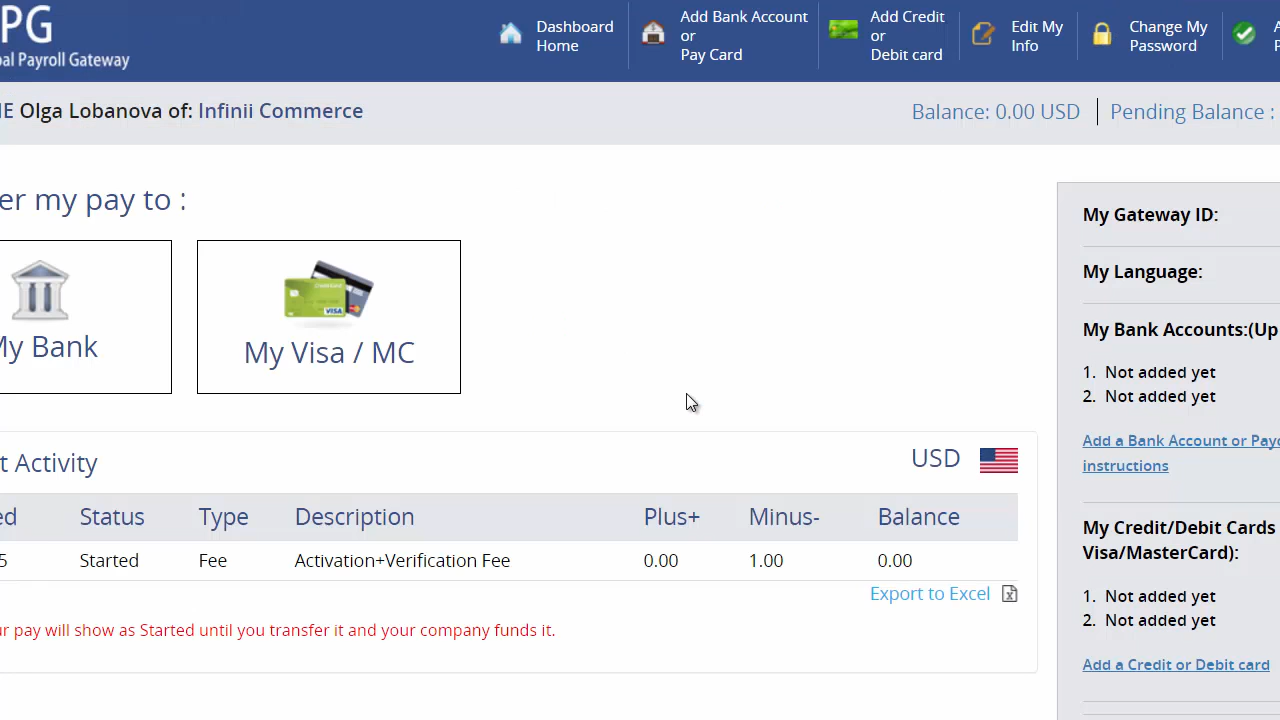 PG
Dashboard
Home
Add Bank Account
or
Pay Card
Add Credit
or
Debit card
Edit My
Info
Change My
Password
Payroll Gateway
Olga Lobanova of: Infinii Commerce
Balance: 0.00 USD
Pending Balance :
er my pay to :
My Bank
My Visa / MC
My Gateway ID:
My Language:
My Bank Accounts:(Up
1. Not added yet
2. Not added yet
Add a Bank Account or Payc
instructions
t Activity
USD
ed
Status
Type
Description
Plus+
Minus-
Balance
5
Started
Fee
Activation+Verification Fee
0.00
1.00
0.00
Export to Excel
ur pay will show as Started until you transfer it and your company funds it.
My Credit/Debit Cards
Visa/MasterCard):
1. Not added yet
2. Not added yet
Add a Credit or Debit card